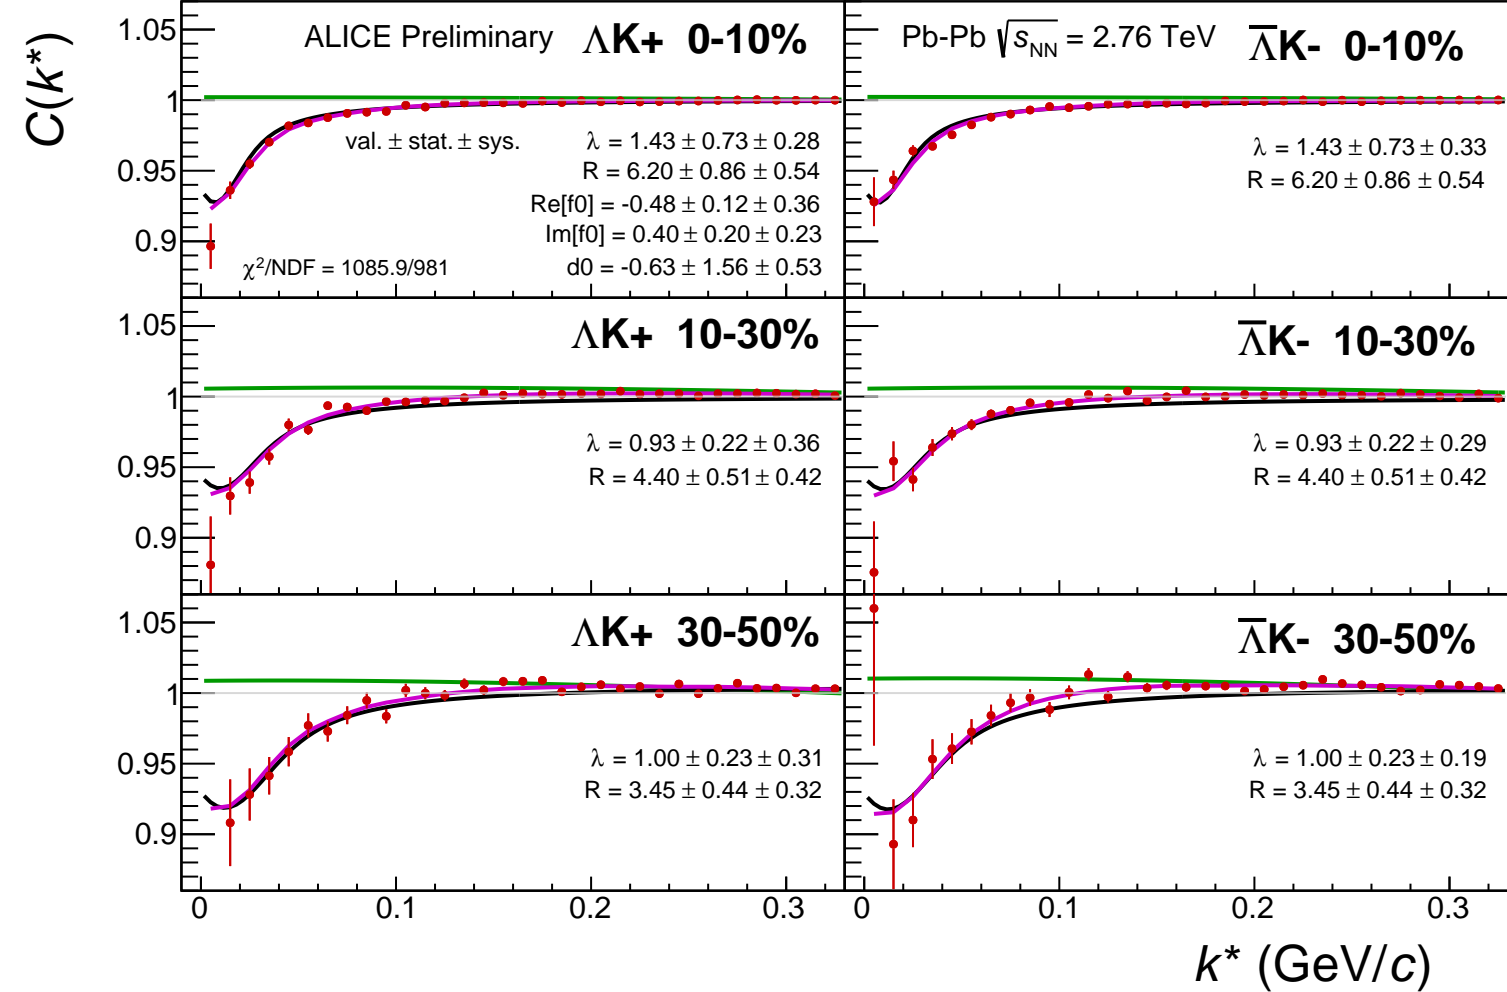 C(k*)
ALICE Preliminary ΛK+ 0-10%
val. ± stat. ± sys.
λ = 1.43 ± 0.73 ± 0.28
R = 6.20 ± 0.86 ± 0.54
Re[f0] = -0.48 ± 0.12 ± 0.36
Im[f0] = 0.40 ± 0.20 ± 0.23
χ²/NDF = 1085.9/981
d0 = -0.63 ± 1.56 ± 0.53
1.05
1
0.95
0.9
Pb-Pb √s_NN = 2.76 TeV Λ̅K- 0-10%
λ = 1.43 ± 0.73 ± 0.33
R = 6.20 ± 0.86 ± 0.54
ΛK+ 10-30%
λ = 0.93 ± 0.22 ± 0.36
R = 4.40 ± 0.51 ± 0.42
1.05
1
0.95
0.9
Λ̅K- 10-30%
λ = 0.93 ± 0.22 ± 0.29
R = 4.40 ± 0.51 ± 0.42
ΛK+ 30-50%
λ = 1.00 ± 0.23 ± 0.31
R = 3.45 ± 0.44 ± 0.32
1.05
1
0.95
0.9
Λ̅K- 30-50%
λ = 1.00 ± 0.23 ± 0.19
R = 3.45 ± 0.44 ± 0.32
0 0.1 0.2 0.3
0 0.1 0.2 0.3
k* (GeV/c)